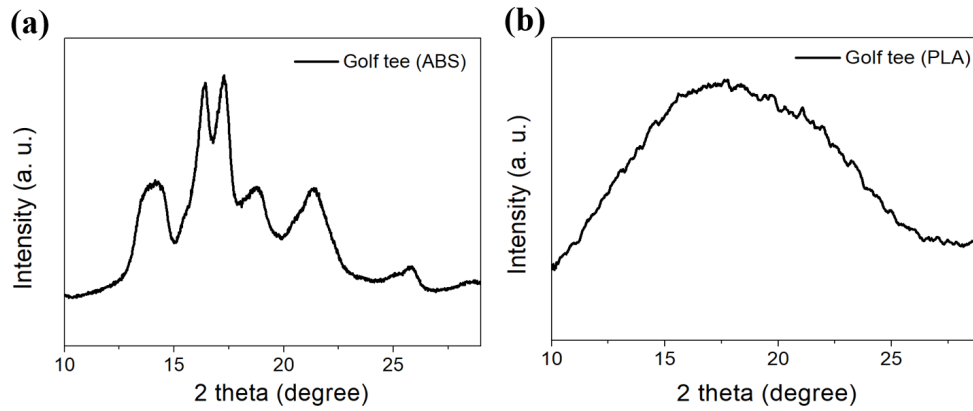 (a)
Golf tee (ABS)
Intensity (a. u.)
10 15 20 25
2 theta (degree)
(b)
Golf tee (PLA)
Intensity (a. u.)
10 15 20 25
2 theta (degree)